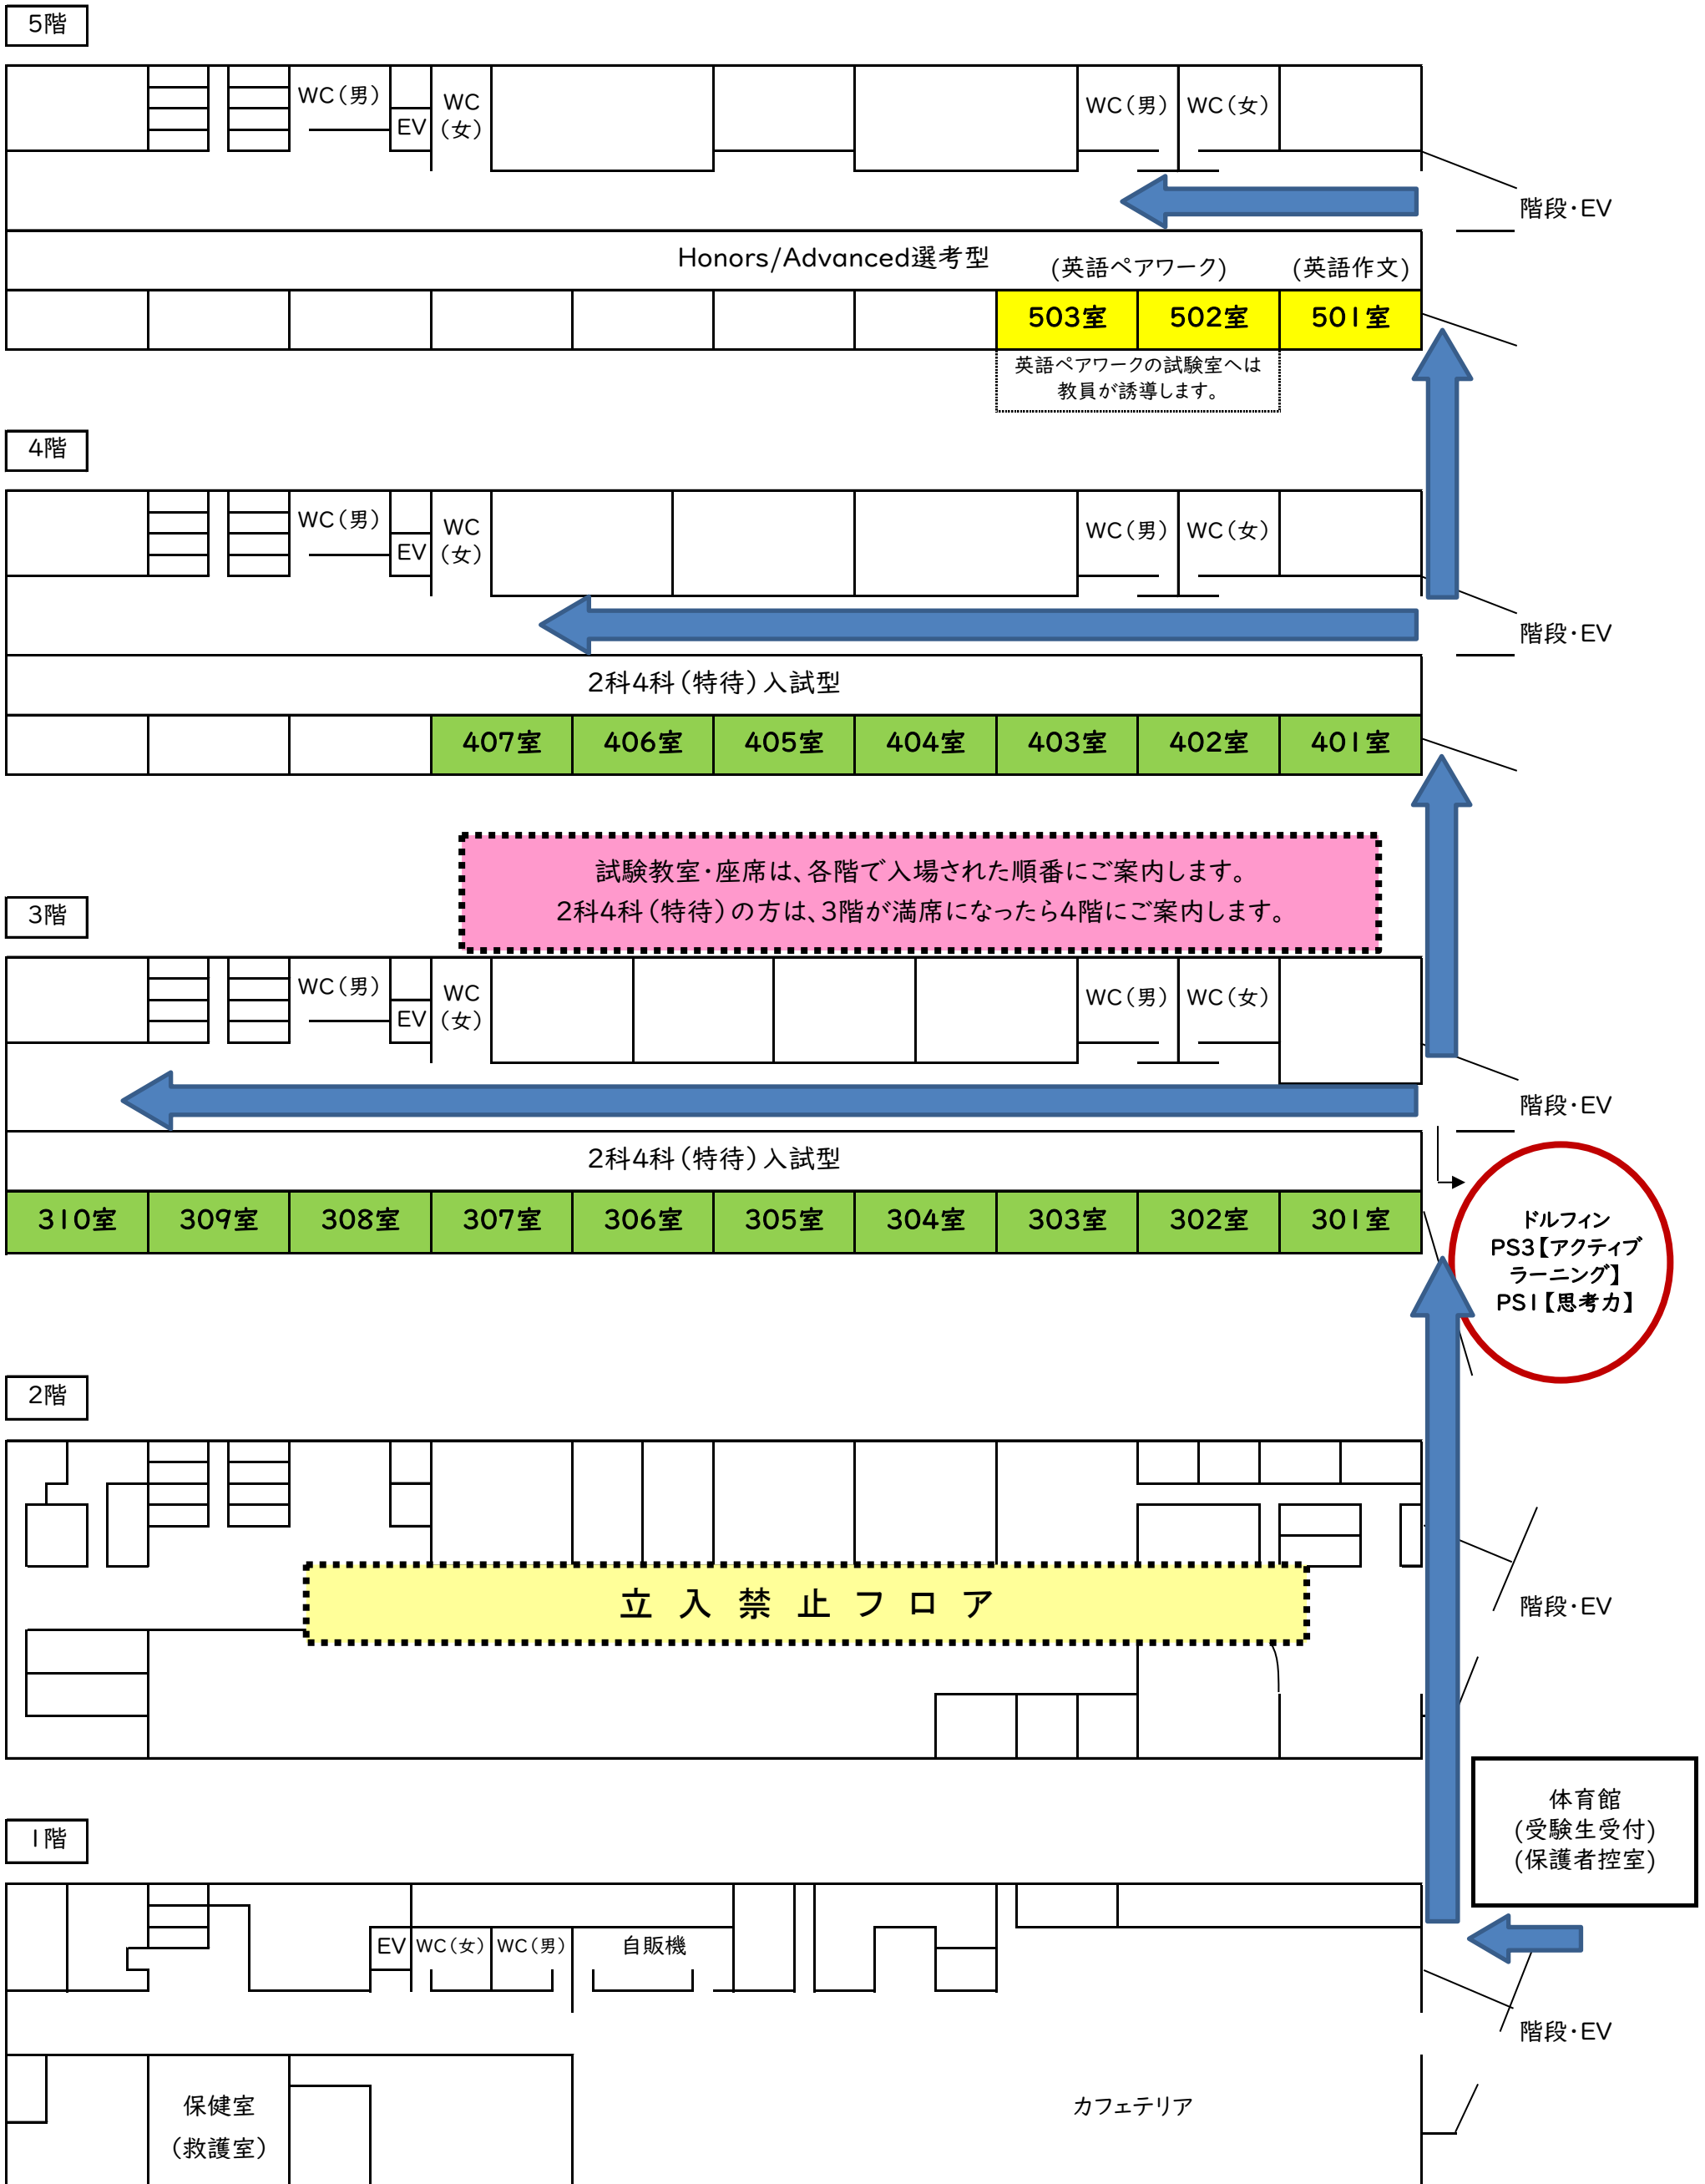 5階
WC(男)
EV
WC
(女)
WC(男)
WC(女)
階段・EV
Honors/Advanced選考型
(英語ペアワーク)
(英語作文)
503室
502室
501室
英語ペアワークの試験室へは
教員が誘導します。
4階
WC(男)
EV
WC
(女)
WC(男)
WC(女)
階段・EV
2科4科(特待)入試型
407室
406室
405室
404室
403室
402室
401室
試験教室・座席は、各階で入場された順番にご案内します。
2科4科(特待)の方は、3階が満席になったら4階にご案内します。
3階
WC(男)
EV
WC
(女)
WC(男)
WC(女)
階段・EV
2科4科(特待)入試型
310室
309室
308室
307室
306室
305室
304室
303室
302室
301室
ドルフィン
PS3【アクティブ
ラーニング】
PS1【思考力】
2階
立入禁止フロア
階段・EV
体育館
(受験生受付)
(保護者控室)
1階
EV
WC(女)
WC(男)
自販機
階段・EV
保健室
(救護室)
カフェテリア